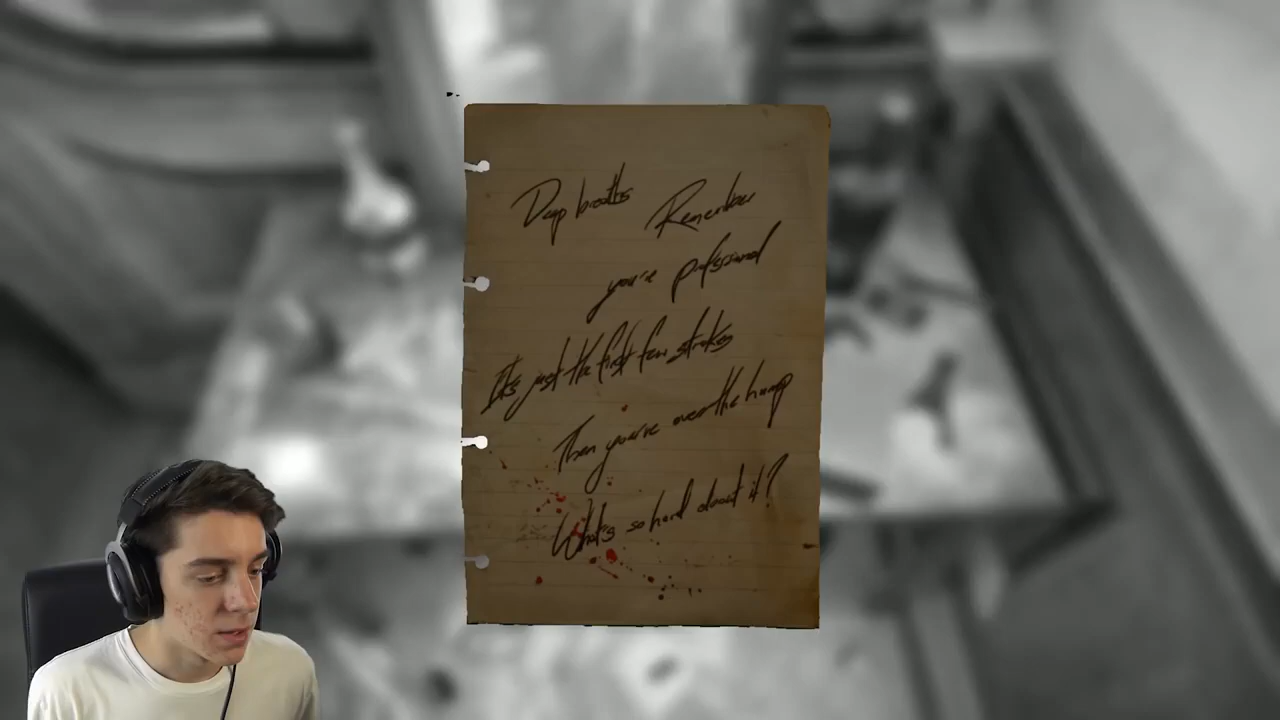 Deep breaths Remember
you're professional
It's just the first few strokes
Then you're over the hump
What's so hard about it?